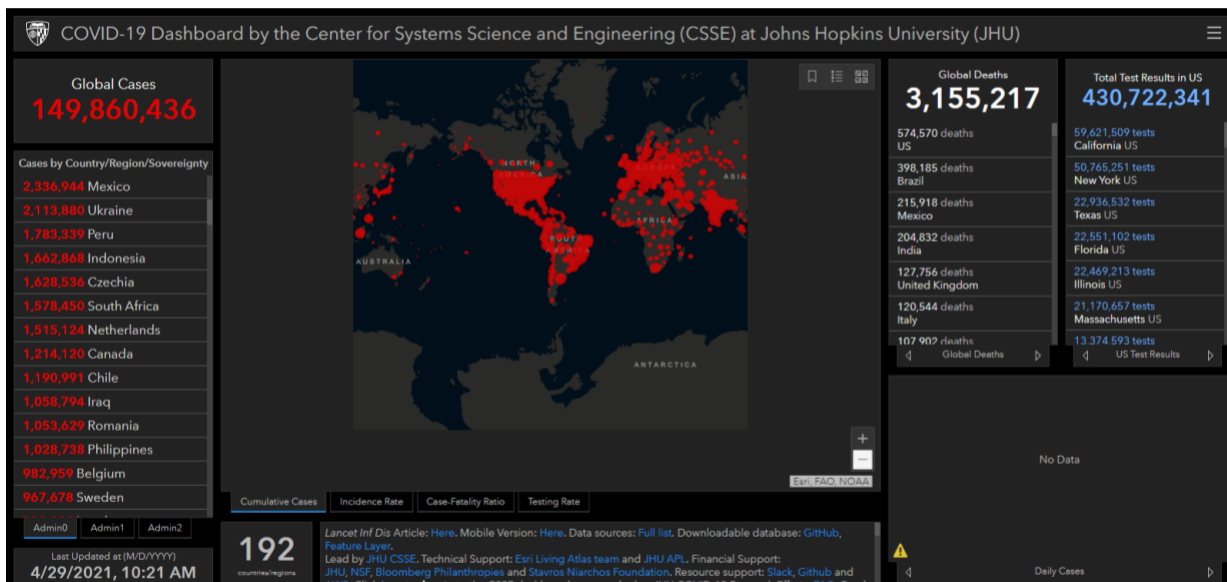 COVID-19 Dashboard by the Center for Systems Science and Engineering (CSSE) at Johns Hopkins University (JHU)
Global Cases
149,860,436
Cases by Country/Region/Sovereignty
2,336,944 Mexico
2,113,880 Ukraine
1,783,339 Peru
1,662,868 Indonesia
1,628,536 Czechia
1,578,450 South Africa
1,515,124 Netherlands
1,214,120 Canada
1,190,991 Chile
1,058,794 Iraq
1,053,629 Romania
1,028,738 Philippines
982,959 Belgium
967,678 Sweden
Admin0
Admin1
Admin2
Last Updated at (M/D/YYYY)
4/29/2021, 10:21 AM
NORTH
AMERICA
EUROPE
ASIA
AFRICA
SOUTH
AMERICA
AUSTRALIA
ANTARCTICA
+
−
Esri, FAO, NOAA
Cumulative Cases
Incidence Rate
Case-Fatality Ratio
Testing Rate
192
countries/regions
Lancet Inf Dis Article: Here. Mobile Version: Here. Data sources: Full list. Downloadable database: GitHub,
Feature Layer.
Lead by JHU CSSE. Technical Support: Esri Living Atlas team and JHU APL. Financial Support:
JHU, NSF, Bloomberg Philanthropies and Stavros Niarchos Foundation. Resource support: Slack, Github and
Global Deaths
3,155,217
574,570 deaths
US
398,185 deaths
Brazil
215,918 deaths
Mexico
204,832 deaths
India
127,756 deaths
United Kingdom
120,544 deaths
Italy
107,902 deaths
Global Deaths
Total Test Results in US
430,722,341
59,621,509 tests
California US
50,765,251 tests
New York US
22,936,532 tests
Texas US
22,551,102 tests
Florida US
22,469,213 tests
Illinois US
21,170,657 tests
Massachusetts US
13,374,593 tests
US Test Results
No Data
Daily Cases